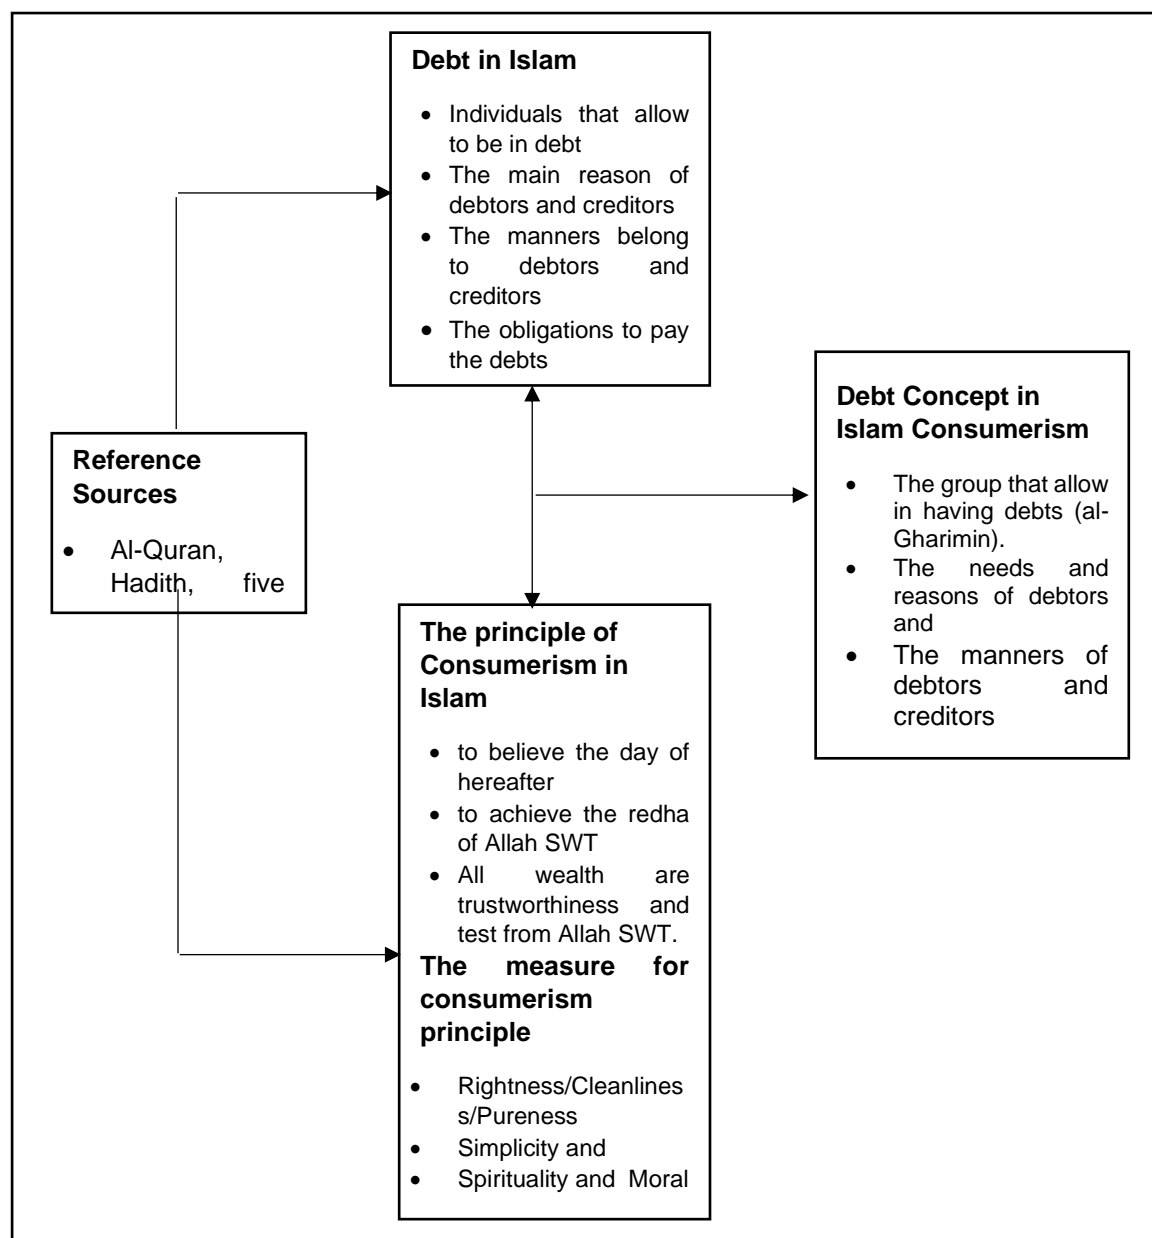 Debt in Islam
• Individuals that allow
to be in debt
• The main reason of
debtors and creditors
• The manners belong
to debtors and
creditors
• The obligations to pay
the debts
Reference
Sources
• Al-Quran,
Hadith, five
Debt Concept in
Islam Consumerism
• The group that allow
in having debts (al-
Gharimin).
• The needs and
reasons of debtors
and
• The manners of
debtors and
creditors
The principle of
Consumerism in
Islam
• to believe the day of
hereafter
• to achieve the redha
of Allah SWT
• All wealth are
trustworthiness and
test from Allah SWT.
The measure for
consumerism
principle
• Rightness/Cleanlines
s/Pureness
• Simplicity and
• Spirituality and Moral